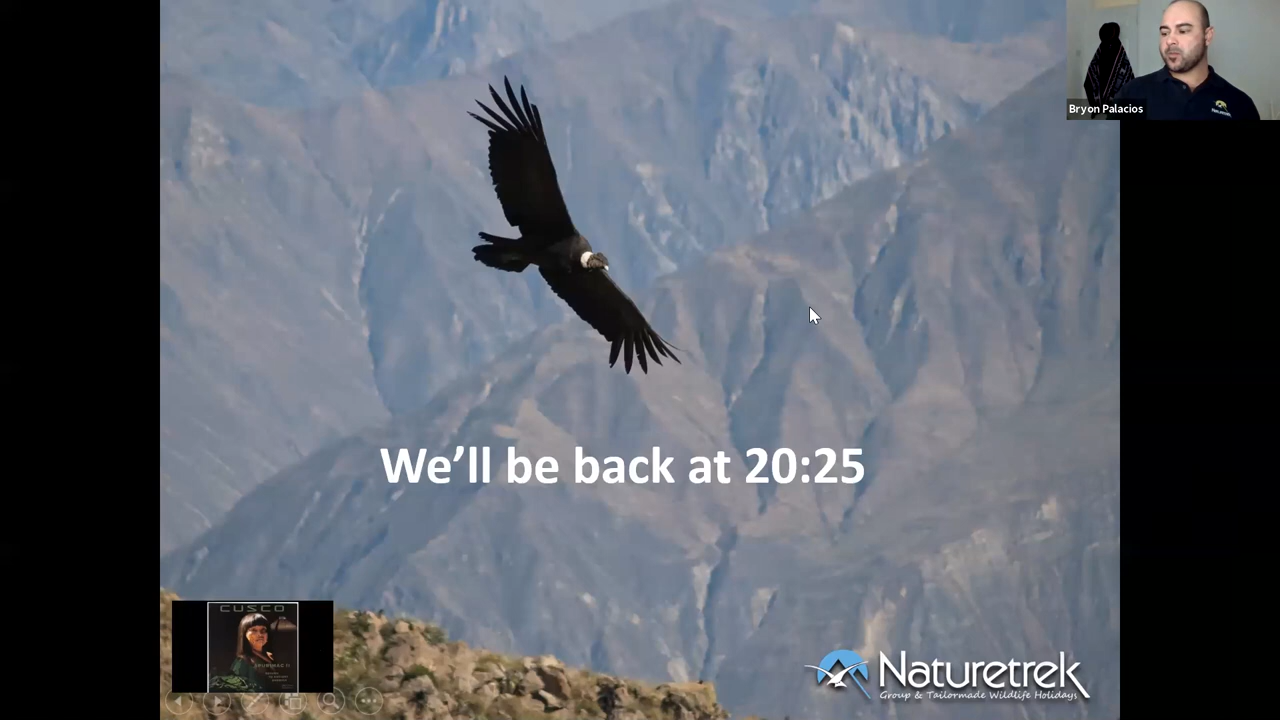 Bryon Palacios
We'll be back at 20:25
CUSCO
Naturetrek
Group & Tailormade Wildlife Holidays